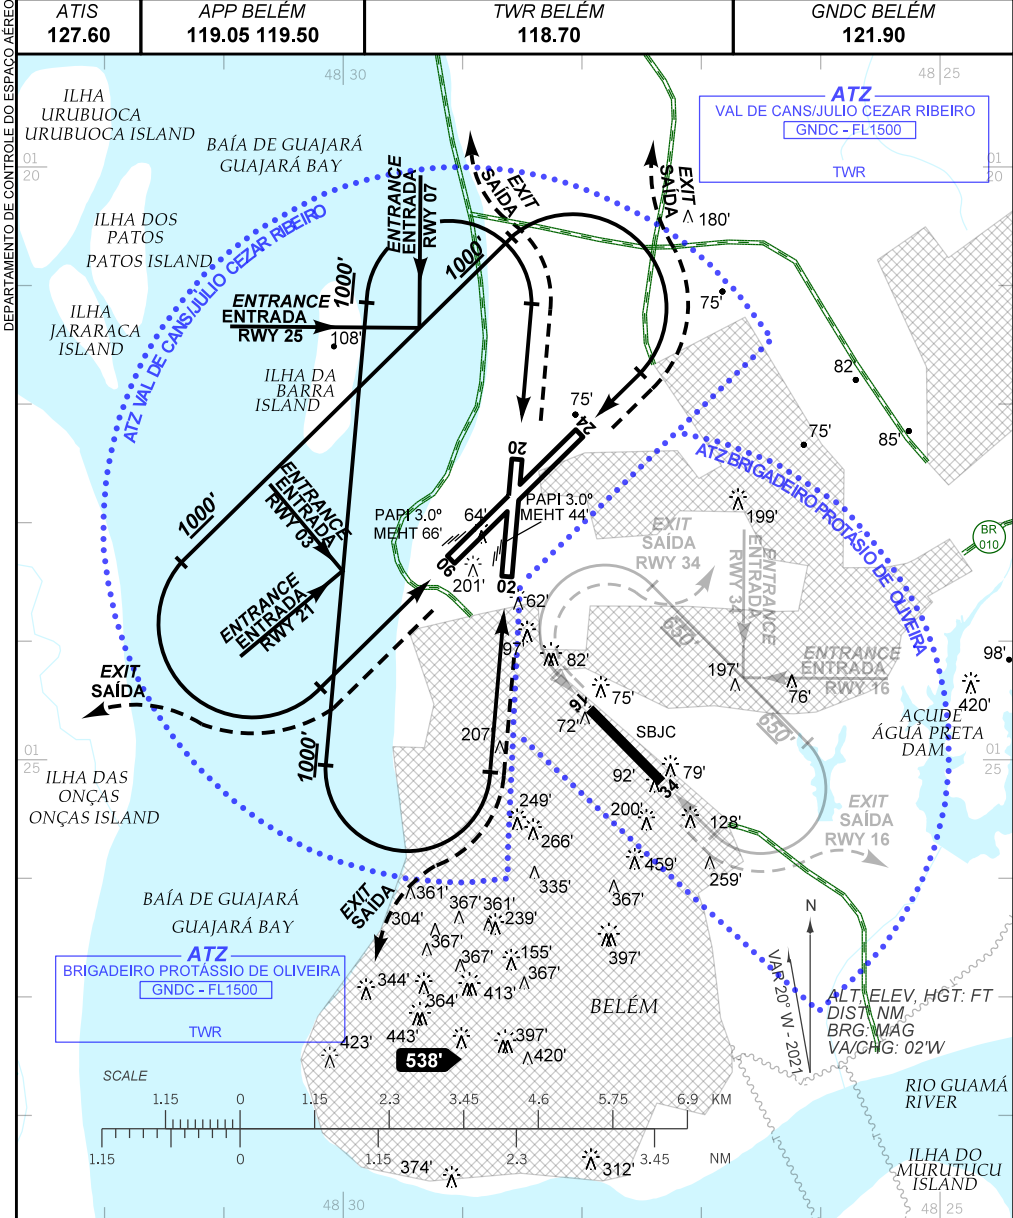 DEPARTAMENTO DE CONTROLE DO ESPAÇO AÉREO
ATIS
127.60
APP BELÉM
119.05 119.50
TWR BELÉM
118.70
GNDC BELÉM
121.90
48 30
48 25
ILHA
URUBUOCA
URUBUOCA ISLAND
BAÍA DE GUAJARÁ
GUAJARÁ BAY
ATZ
VAL DE CANS/JULIO CEZAR RIBEIRO
GNDC - FL1500
TWR
01
20
01
20
ENTRANCE
ENTRADA
RWY 07
EXIT
SAÍDA
EXIT
SAÍDA
180'
ILHA DOS
PATOS
PATOS ISLAND
ATZ VAL DE CANS/JÚLIO CEZAR RIBEIRO
1000'
1000'
75'
ENTRANCE
ENTRADA
RWY 25
108'
ILHA
JARARACA
ISLAND
ILHA DA
BARRA
ISLAND
82'
75'
24
75'
85'
20
ATZ BRIGADEIRO PROTÁSIO DE OLIVEIRA
ENTRANCE
ENTRADA
RWY 03
1000'
PAPI 3.0º
MEHT 66'
64'
PAPI 3.0º
MEHT 44'
199'
EXIT
SAÍDA
RWY 34
ENTRANCE
ENTRADA
RWY 34
BR
010
06
201'
02
62'
ENTRANCE
ENTRADA
RWY 21
650'
97'
82'
197'
76'
ENTRANCE
ENTRADA
RWY 16
98'
EXIT
SAÍDA
75'
16
72'
SBJC
420'
AÇUDE
ÁGUA PRETA
DAM
207'
650'
1000'
01
25
79'
92'
34
ILHA DAS
ONÇAS
ONÇAS ISLAND
249'
266'
200'
128'
EXIT
SAÍDA
RWY 16
459'
259'
335'
367'
BAÍA DE GUAJARÁ
GUAJARÁ BAY
EXIT
SAÍDA
361'
304'
367'
361'
239'
367'
367'
155'
367'
397'
N
VAR 20° W - 2021
ATZ
BRIGADEIRO PROTÁSSIO DE OLIVEIRA
GNDC - FL1500
TWR
344'
364'
413'
BELÉM
ALT, ELEV, HGT: FT
DIST: NM
BRG: MAG
VA/CHG: 02'W
423'
443'
397'
538'
420'
SCALE
1.15 0 1.15 2.3 3.45 4.6 5.75 6.9 KM
1.15 0 1.15 2.3 3.45 NM
RIO GUAMÁ
RIVER
374'
312'
ILHA DO
MURUTUCU
ISLAND
48 30
48 25